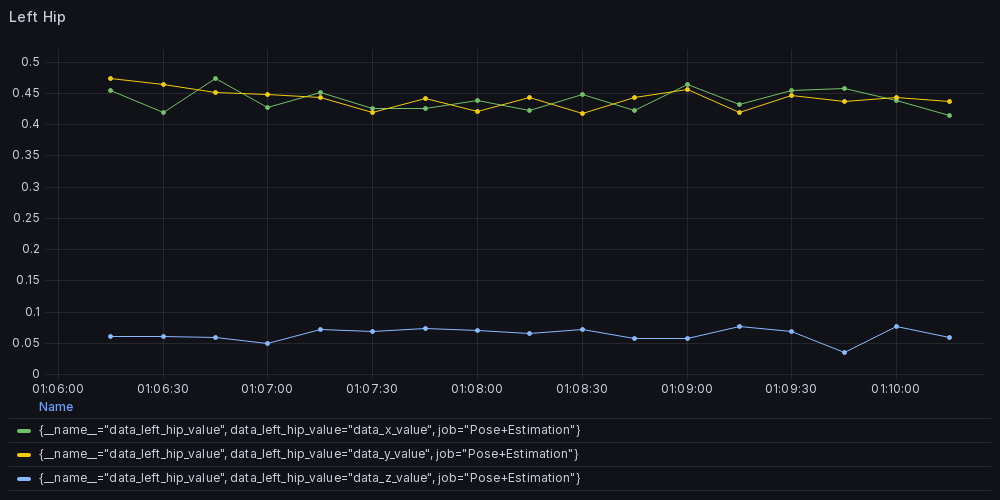 Left Hip
0.5
0.45
0.4
0.35
0.3
0.25
0.2
0.15
0.1
0.05
0
01:06:00 01:06:30 01:07:00 01:07:30 01:08:00 01:08:30 01:09:00 01:09:30 01:10:00
Name
{__name__="data_left_hip_value", data_left_hip_value="data_x_value", job="Pose+Estimation"}
{__name__="data_left_hip_value", data_left_hip_value="data_y_value", job="Pose+Estimation"}
{__name__="data_left_hip_value", data_left_hip_value="data_z_value", job="Pose+Estimation"}